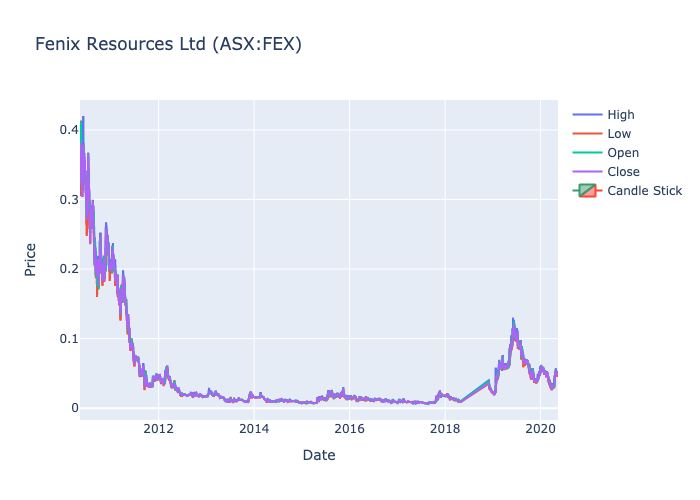 Fenix Resources Ltd (ASX:FEX)
High
Low
Open
Close
Candle Stick
0.4
0.3
0.2
0.1
0
Price
2012 2014 2016 2018 2020
Date